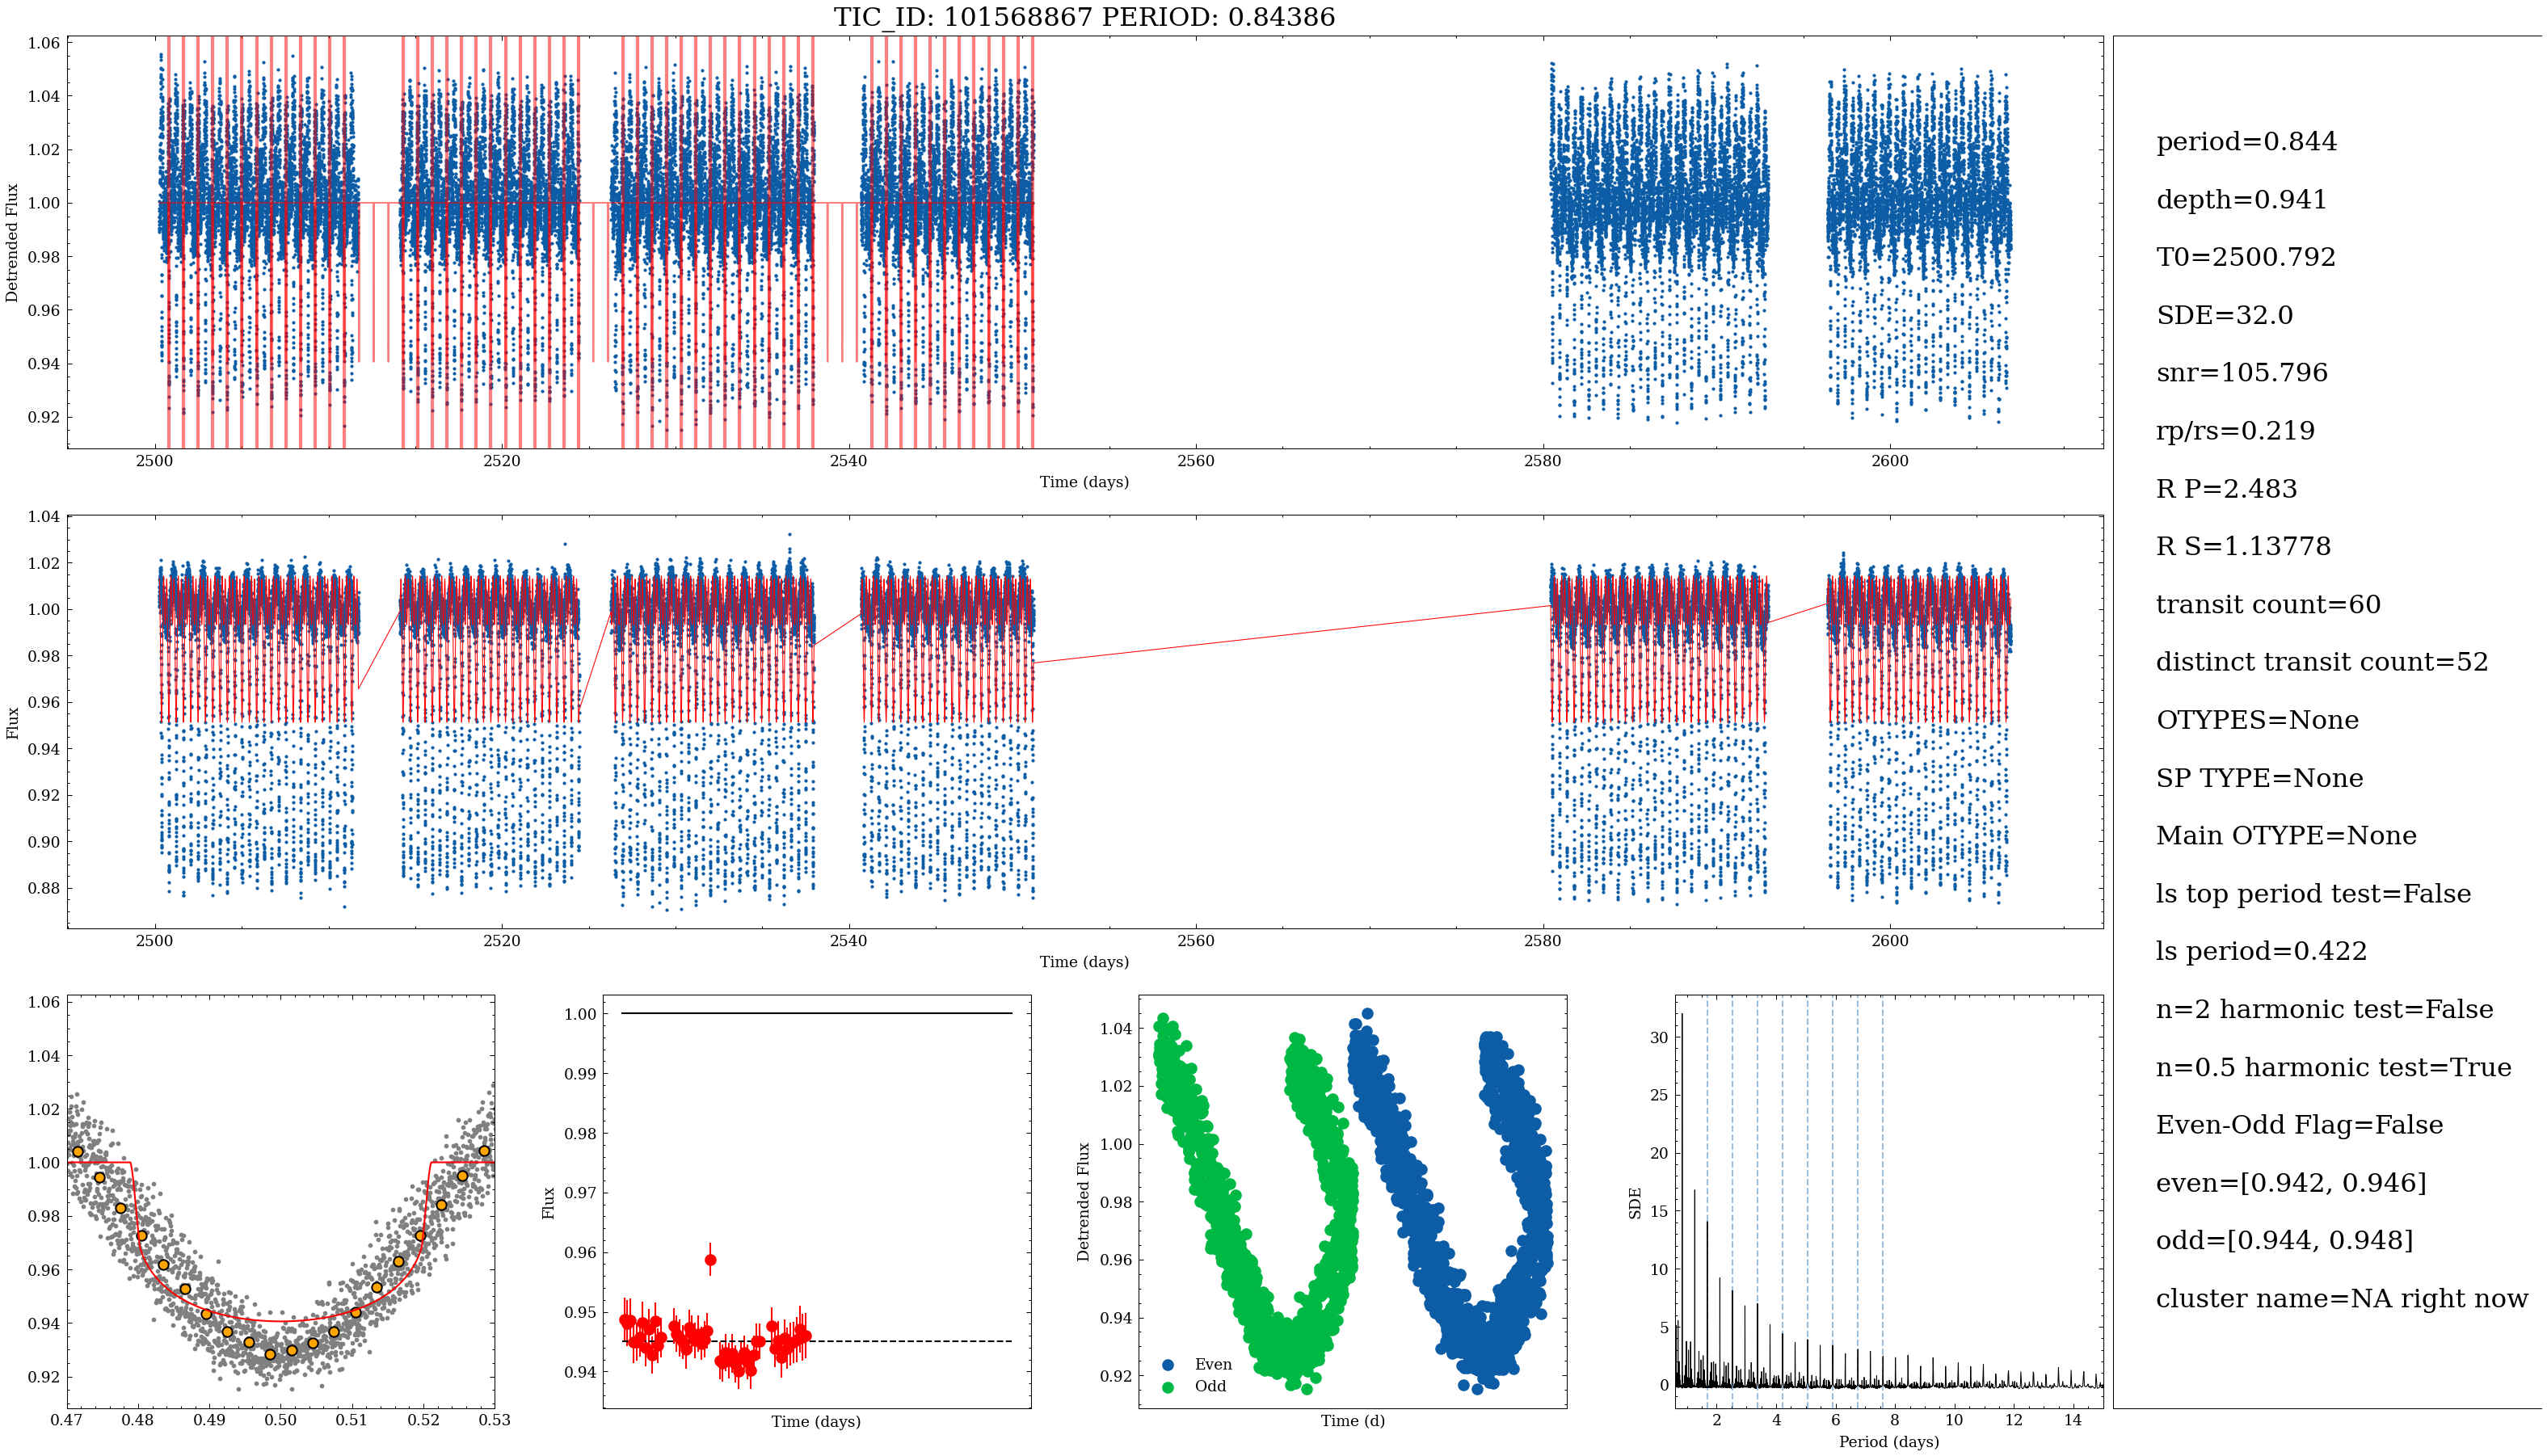 TIC_ID: 101568867 PERIOD: 0.84386
1.06
1.04
1.02
1.00
0.98
0.96
0.94
0.92
Detrended Flux
2500 2520 2540 2560 2580 2600
Time (days)
1.04
1.02
1.00
0.98
0.96
0.94
0.92
0.90
0.88
Flux
2500 2520 2540 2560 2580 2600
Time (days)
1.06
1.04
1.02
1.00
0.98
0.96
0.94
0.92
0.47 0.48 0.49 0.50 0.51 0.52 0.53
1.00
0.99
0.98
0.97
0.96
0.95
0.94
Flux
Time (days)
1.04
1.02
1.00
0.98
0.96
0.94
0.92
Detrended Flux
Even
Odd
Time (d)
30
25
20
15
10
5
0
SDE
2 4 6 8 10 12 14
Period (days)
period=0.844
depth=0.941
T0=2500.792
SDE=32.0
snr=105.796
rp/rs=0.219
R P=2.483
R S=1.13778
transit count=60
distinct transit count=52
OTYPES=None
SP TYPE=None
Main OTYPE=None
ls top period test=False
ls period=0.422
n=2 harmonic test=False
n=0.5 harmonic test=True
Even-Odd Flag=False
even=[0.942, 0.946]
odd=[0.944, 0.948]
cluster name=NA right now